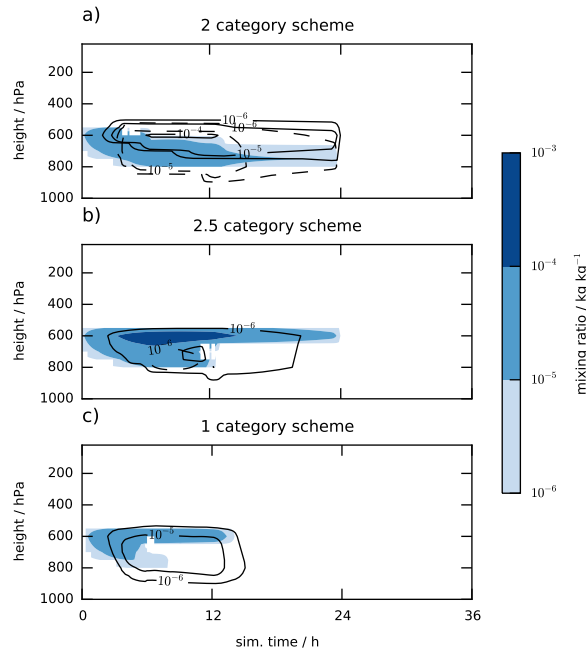 a)
2 category scheme
height / hPa
200
400
600
800
1000
10⁻⁶
10⁻⁶
10⁻⁴
10⁻⁵
10⁻⁵
b)
2.5 category scheme
height / hPa
200
400
600
800
1000
10⁻⁶
10⁻⁶
c)
1 category scheme
height / hPa
200
400
600
800
1000
10⁻⁵
10⁻⁶
0
12
24
36
sim. time / h
10⁻³
10⁻⁴
10⁻⁵
10⁻⁶
mixing ratio / kg kg⁻¹